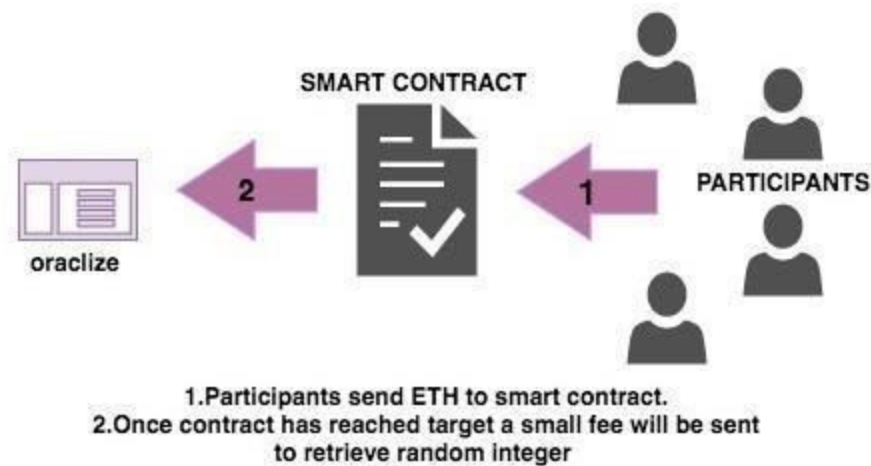 SMART CONTRACT
2
1
PARTICIPANTS
oraclize
1.Participants send ETH to smart contract.
2.Once contract has reached target a small fee will be sent
to retrieve random integer